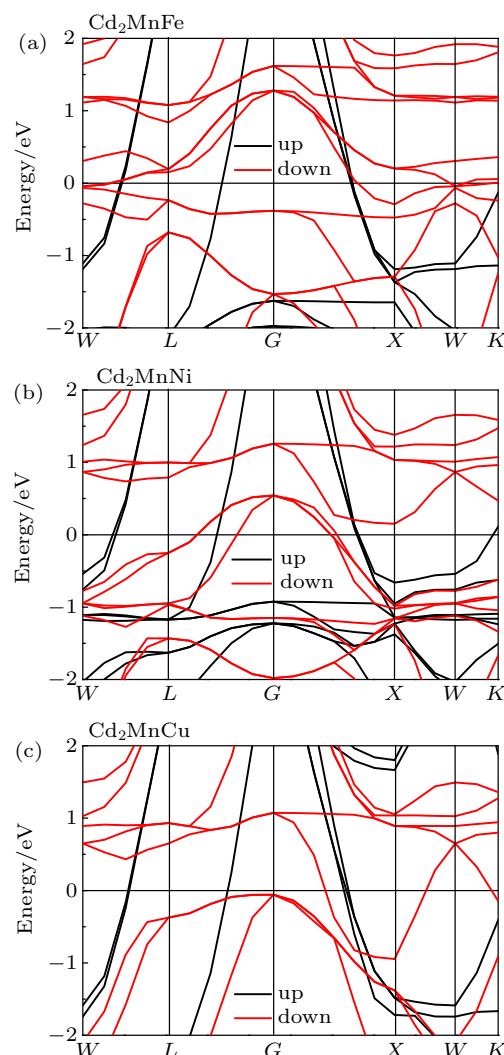 (a) Cd₂MnFe
2
1
0
−1
−2
Energy/eV
up
down
W L G X W K
(b) Cd₂MnNi
2
1
0
−1
−2
Energy/eV
up
down
W L G X W K
(c) Cd₂MnCu
2
1
0
−1
−2
Energy/eV
up
down
W L G X W K